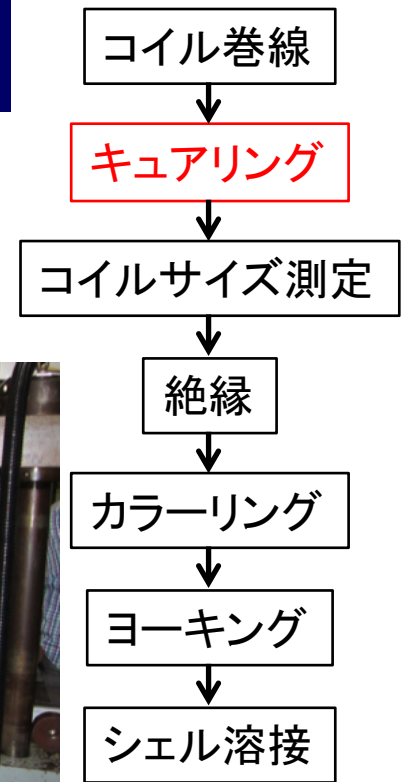 コイル巻線
キュアリング
コイルサイズ測定
絶縁
カラーリング
ヨーキング
シェル溶接